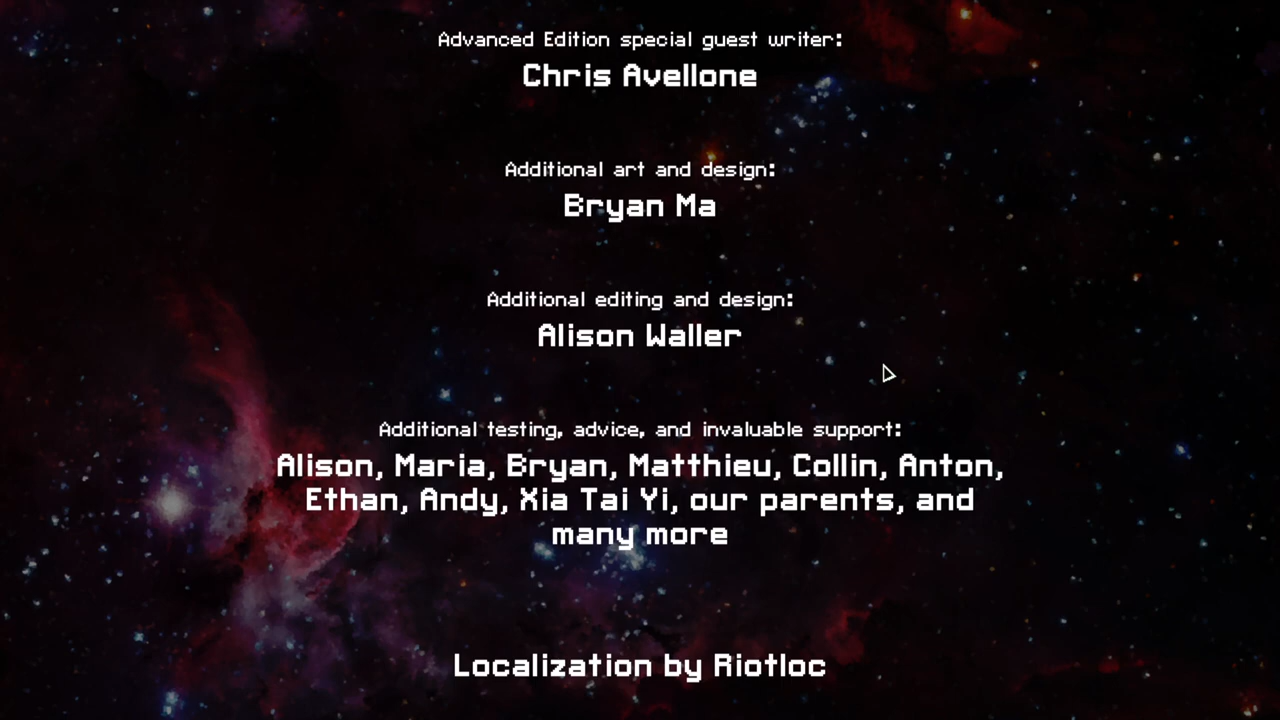 Advanced Edition special guest writer:
Chris Avellone
Additional art and design:
Bryan Ma
Additional editing and design:
Alison Waller
Additional testing, advice, and invaluable support:
Alison, Maria, Bryan, Matthieu, Collin, Anton,
Ethan, Andy, Xia Tai Yi, our parents, and
many more
Localization by Riotloc